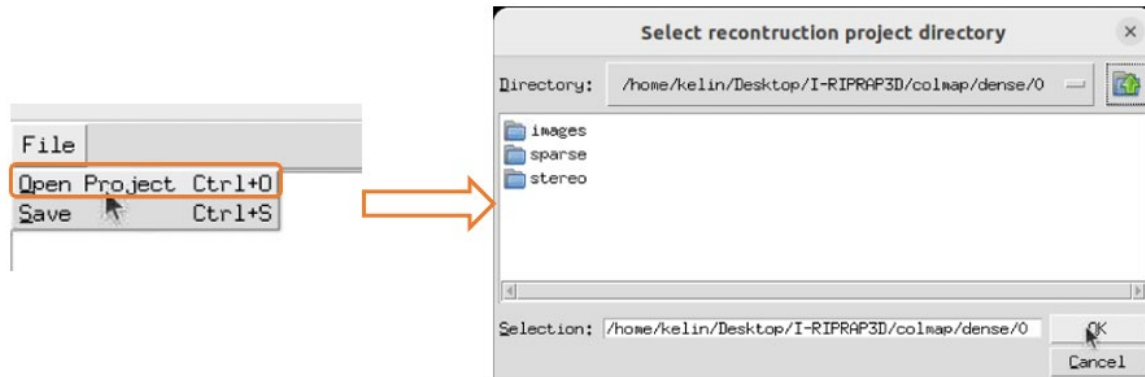 File
Open Project Ctrl+O
Save Ctrl+S
Select recontruction project directory
Directory: /home/kelin/Desktop/I-RIPRAP3D/colmap/dense/0
images
sparse
stereo
Selection: /home/kelin/Desktop/I-RIPRAP3D/colmap/dense/0
OK
Cancel